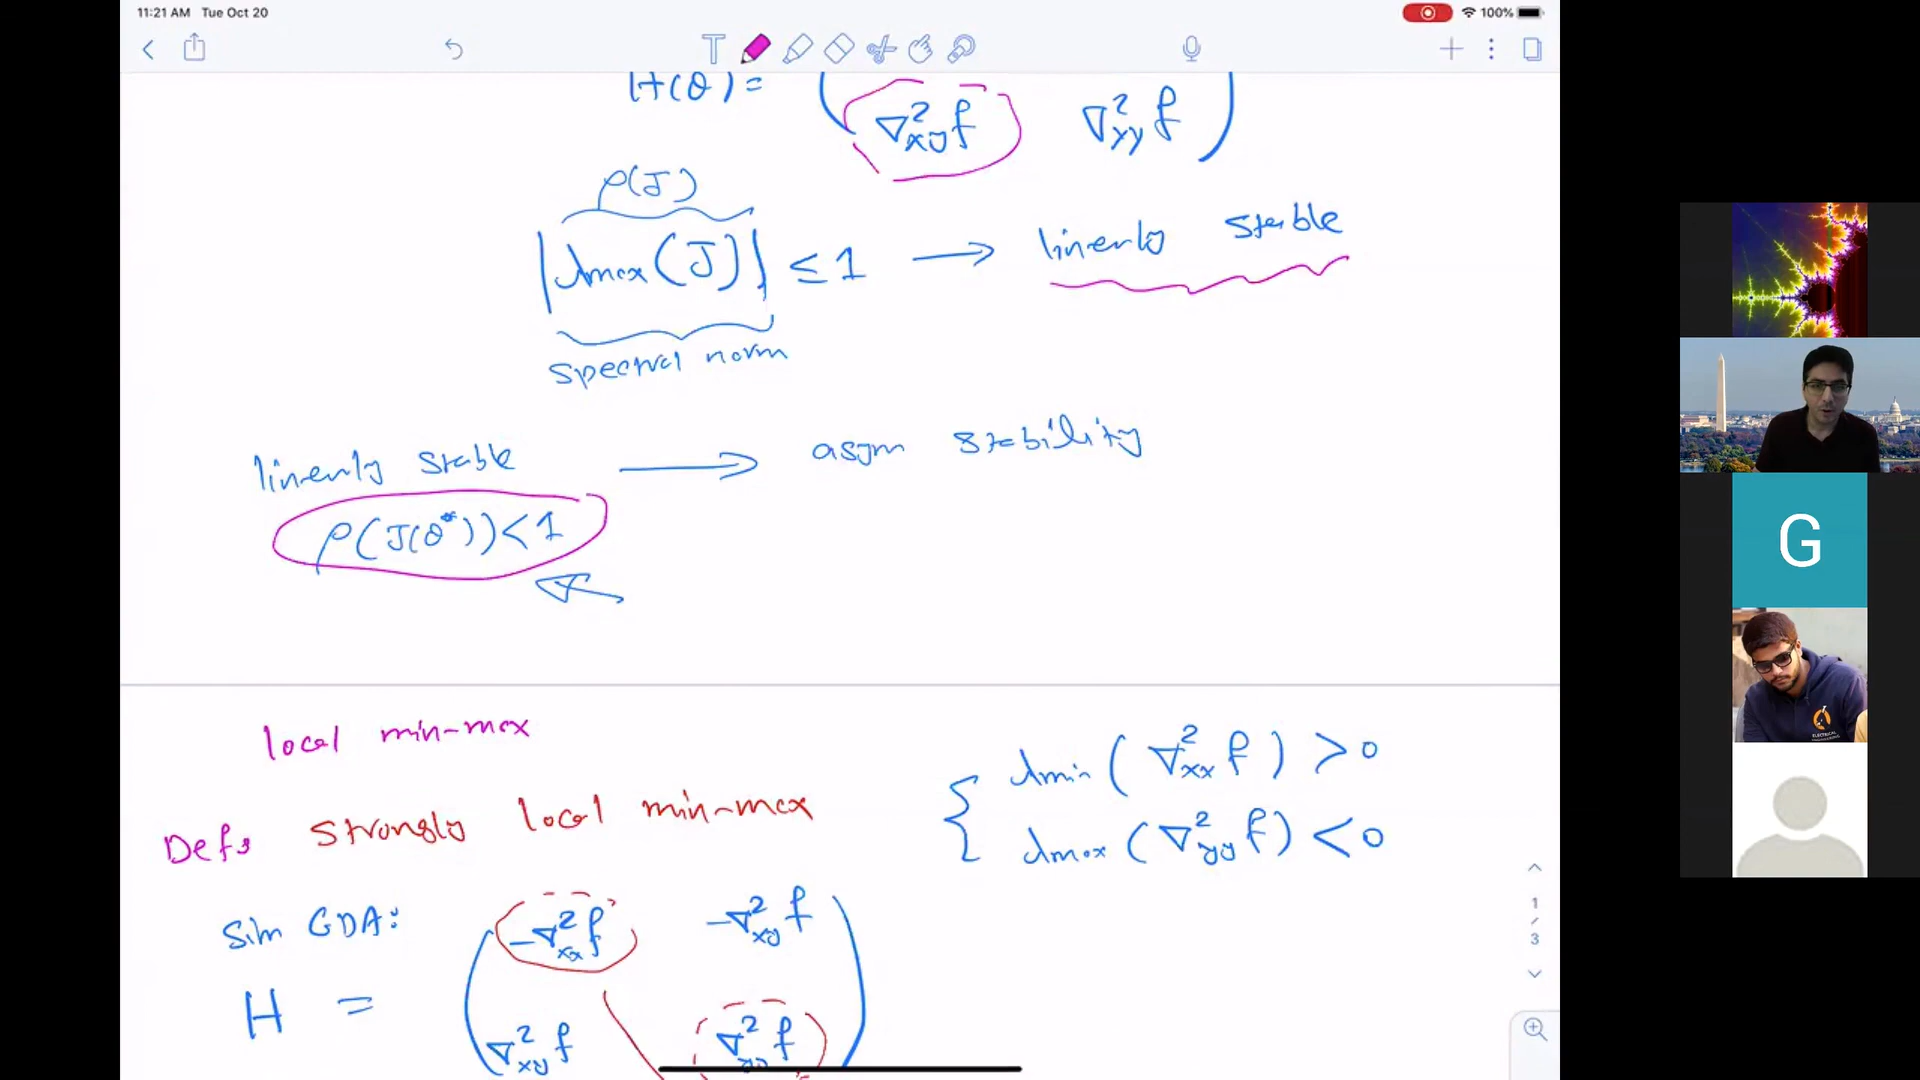 11:21 AM Tue Oct 20
100%
H(θ) = ( ∇²xy f ∇²yy f )
ρ(J)
|λmax(J)| ≤ 1 → linearly stable
spectral norm
linearly stable → asym stability
ρ(J(θ*)) < 1
G
local min-max
λmin(∇²xx f) > 0
Def: Strongly local min-max
λmax(∇²yy f) < 0
Sim GDA:
-∇²xx f -∇²xy f
H =
∇²xy f ∇²yy f
1
/
3